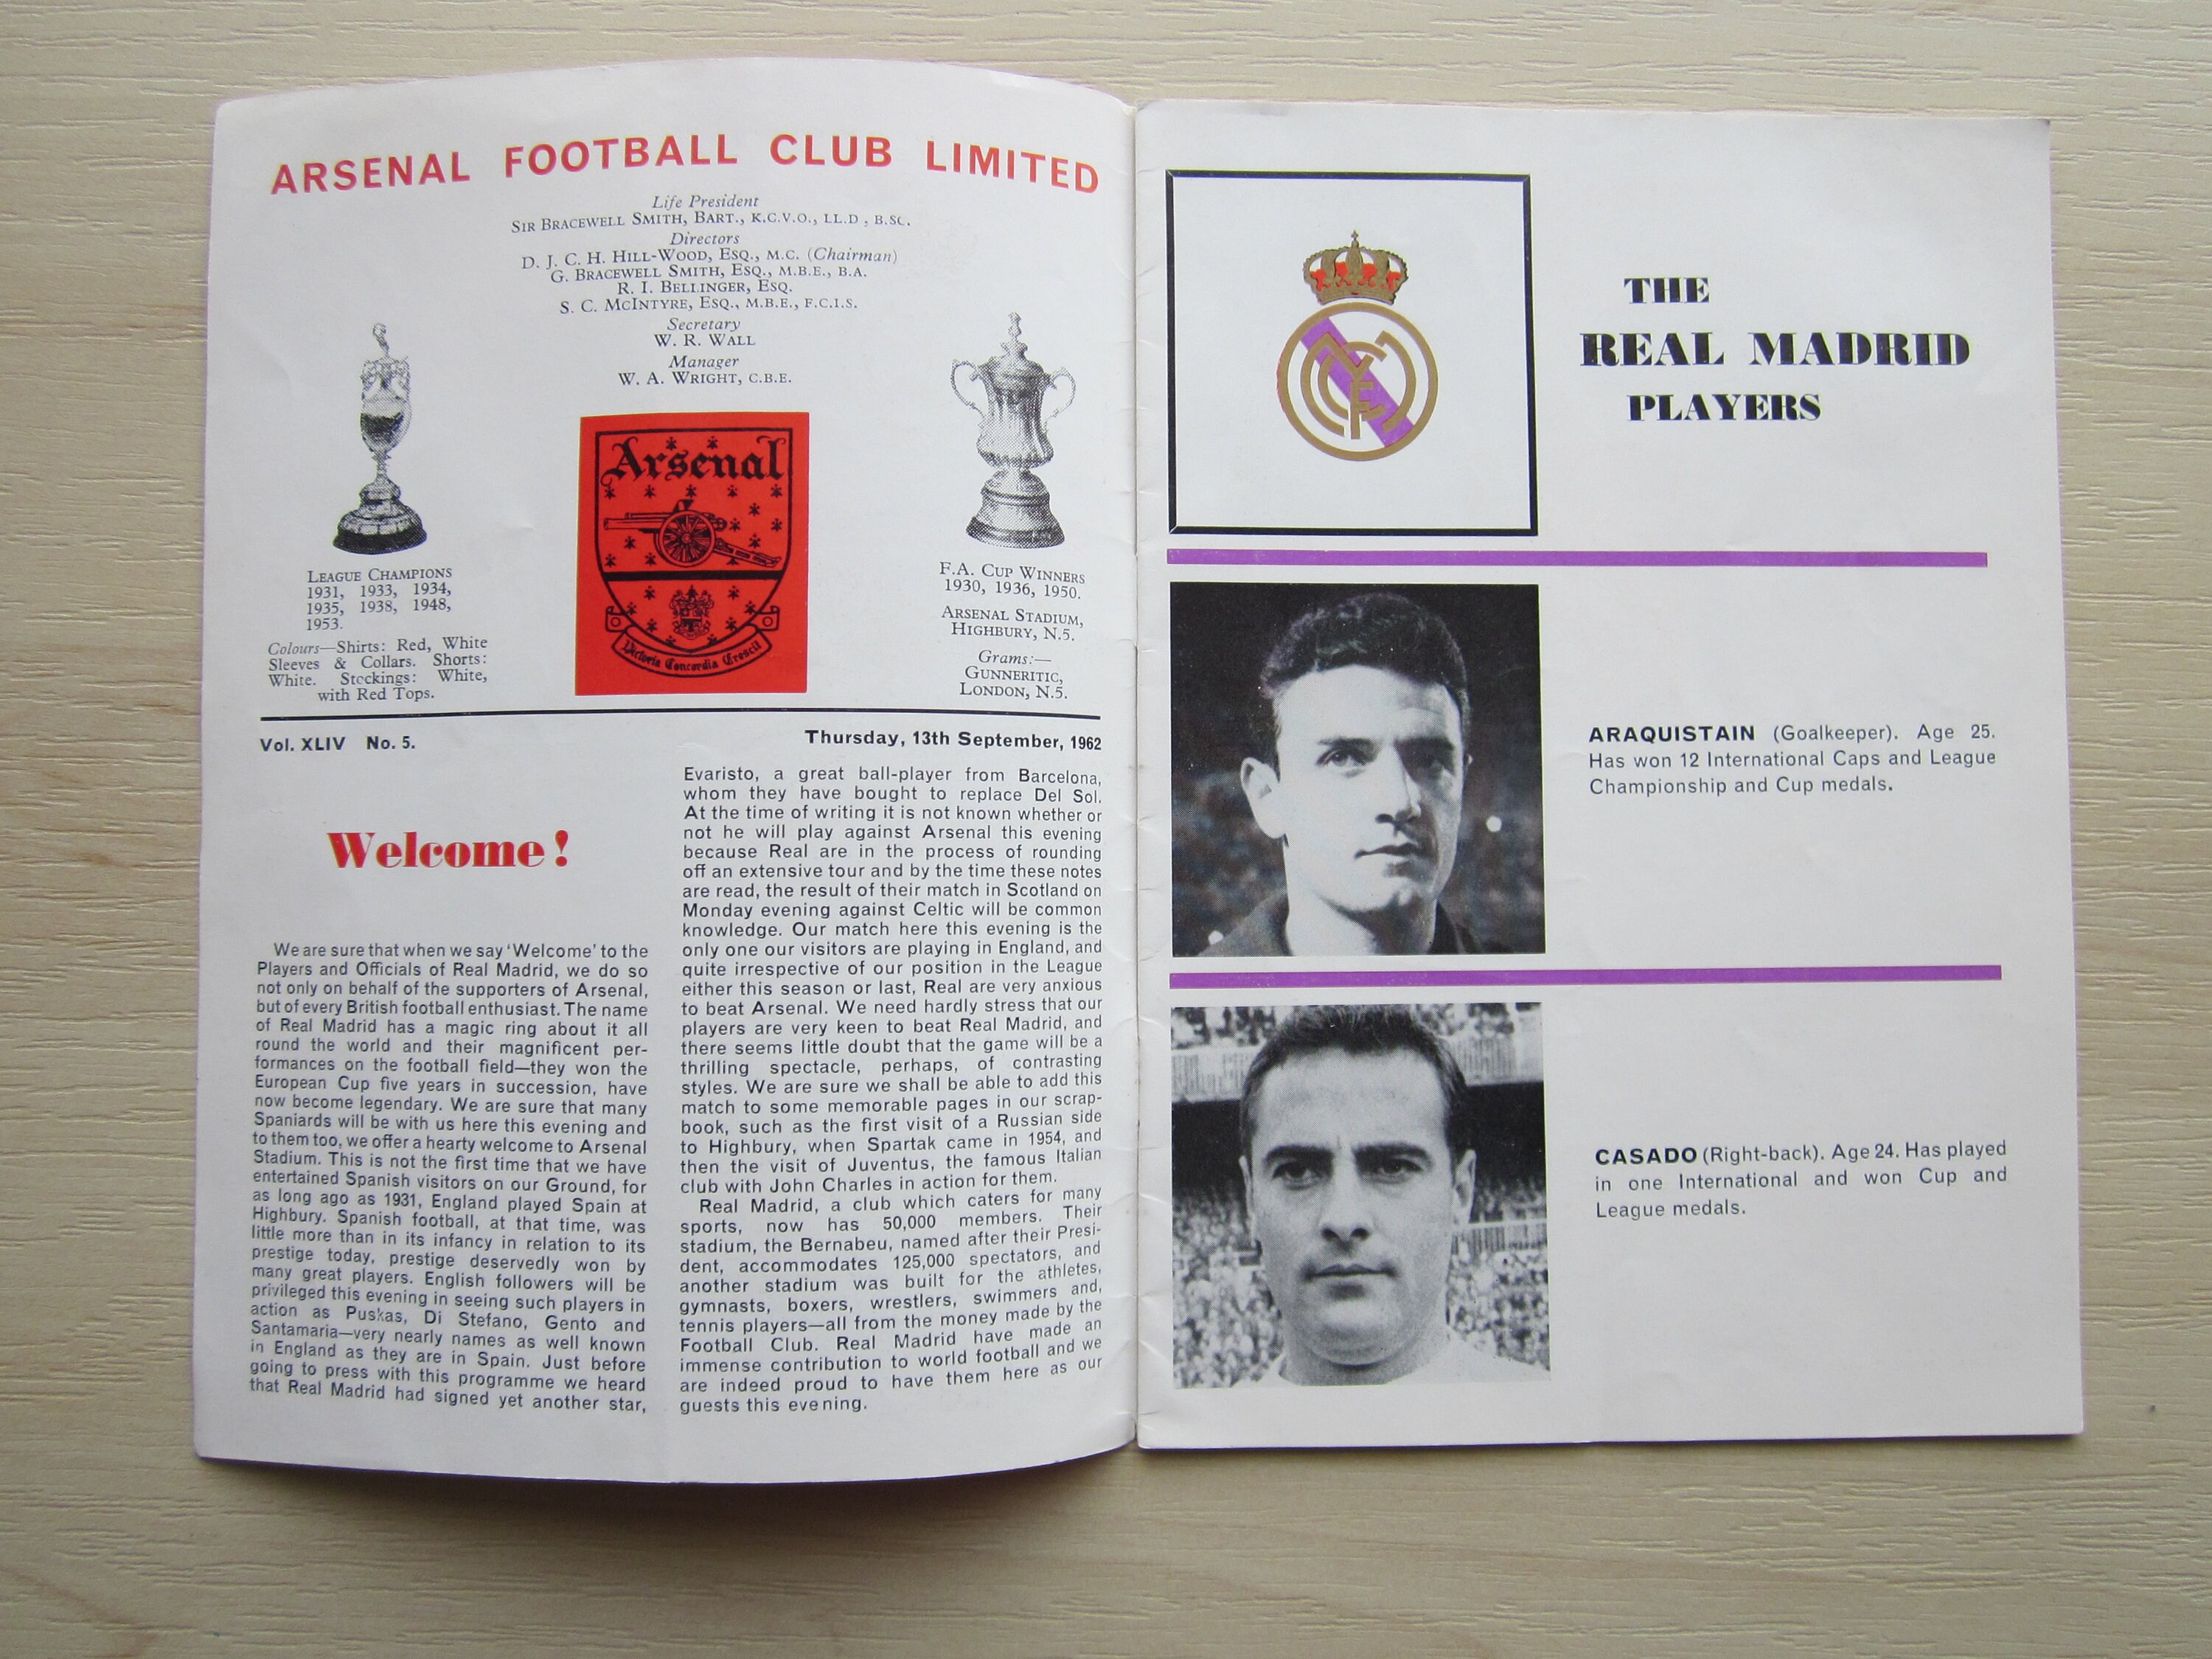 ARSENAL FOOTBALL CLUB LIMITED
Life President
SIR BRACEWELL SMITH, BART., K.C.V.O., LL.D , B.SC.
Directors
D. J. C. H. HILL-WOOD, ESQ., M.C. (Chairman)
G. BRACEWELL SMITH, ESQ., M.B.E., B.A.
R. I. BELLINGER, ESQ.
S. C. MCINTYRE, ESQ., M.B.E., F.C.I.S.
Secretary
W. R. WALL
Manager
W. A. WRIGHT, C.B.E.
LEAGUE CHAMPIONS
1931, 1933, 1934,
1935, 1938, 1948,
1953.
Colours—Shirts: Red, White
Sleeves & Collars. Shorts:
White. Stockings: White,
with Red Tops.
Arsenal
Victoria Concordia Crescit
F.A. CUP WINNERS
1930, 1936, 1950.
ARSENAL STADIUM,
HIGHBURY, N.5.
Grams:—
GUNNERITIC,
LONDON, N.5.
Vol. XLIV No. 5.
Thursday, 13th September, 1962
Welcome!
We are sure that when we say 'Welcome' to the
Players and Officials of Real Madrid, we do so
not only on behalf of the supporters of Arsenal,
but of every British football enthusiast. The name
of Real Madrid has a magic ring about it all
round the world and their magnificent per-
formances on the football field—they won the
European Cup five years in succession, have
now become legendary. We are sure that many
Spaniards will be with us here this evening and
to them too, we offer a hearty welcome to Arsenal
Stadium. This is not the first time that we have
entertained Spanish visitors on our Ground, for
as long ago as 1931, England played Spain at
Highbury. Spanish football, at that time, was
little more than in its infancy in relation to its
prestige today, prestige deservedly won by
many great players. English followers will be
privileged this evening in seeing such players in
action as Puskas, Di Stefano, Gento and
Santamaria—very nearly names as well known
in England as they are in Spain. Just before
going to press with this programme we heard
that Real Madrid had signed yet another star,
Evaristo, a great ball-player from Barcelona,
whom they have bought to replace Del Sol.
At the time of writing it is not known whether or
not he will play against Arsenal this evening
because Real are in the process of rounding
off an extensive tour and by the time these notes
are read, the result of their match in Scotland on
Monday evening against Celtic will be common
knowledge. Our match here this evening is the
only one our visitors are playing in England, and
quite irrespective of our position in the League
either this season or last, Real are very anxious
to beat Arsenal. We need hardly stress that our
players are very keen to beat Real Madrid, and
there seems little doubt that the game will be a
thrilling spectacle, perhaps, of contrasting
styles. We are sure we shall be able to add this
match to some memorable pages in our scrap-
book, such as the first visit of a Russian side
to Highbury, when Spartak came in 1954, and
then the visit of Juventus, the famous Italian
club with John Charles in action for them.
Real Madrid, a club which caters for many
sports, now has 50,000 members. Their
stadium, the Bernabeu, named after their Presi-
dent, accommodates 125,000 spectators, and
another stadium was built for the athletes,
gymnasts, boxers, wrestlers, swimmers and,
tennis players—all from the money made by the
Football Club. Real Madrid have made an
immense contribution to world football and we
are indeed proud to have them here as our
guests this evening.
THE
REAL MADRID
PLAYERS
ARAQUISTAIN (Goalkeeper). Age 25.
Has won 12 International Caps and League
Championship and Cup medals.
CASADO (Right-back). Age 24. Has played
in one International and won Cup and
League medals.